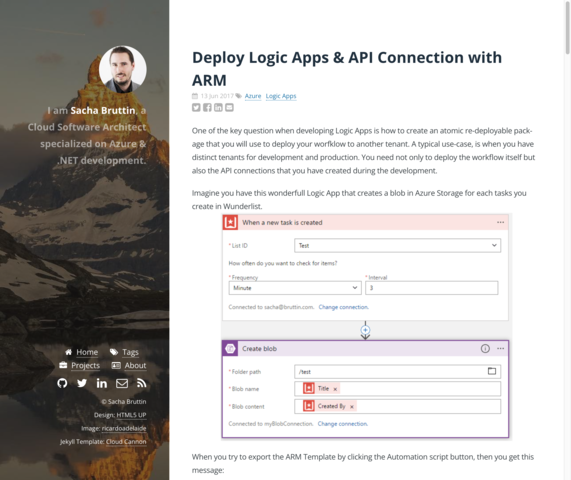 I am Sacha Bruttin, a
Cloud Software Architect
specialized on Azure &
.NET development.
Home Tags
Projects About
© Sacha Bruttin
Design: HTML5 UP
Image: ricardoadelaide
Jekyll Template: Cloud Cannon
Deploy Logic Apps & API Connection with
ARM
13 Jun 2017 Azure Logic Apps
One of the key question when developing Logic Apps is how to create an atomic re-deployable pack-
age that you will use to deploy your worfklow to another tenant. A typical use-case, is when you have
distinct tenants for development and production. You need not only to deploy the workflow itself but
also the API connections that you have created during the development.
Imagine you have this wonderfull Logic App that creates a blob in Azure Storage for each tasks you
create in Wunderlist.
When a new task is created ...
* List ID Test
How often do you want to check for items?
* Frequency * Interval
Minute 3
Connected to sacha@bruttin.com. Change connection.
Create blob ...
* Folder path /test
* Blob name Title x
* Blob content Created By x
Connected to myBlobConnection. Change connection.
When you try to export the ARM Template by clicking the Automation script button, then you get this
message: